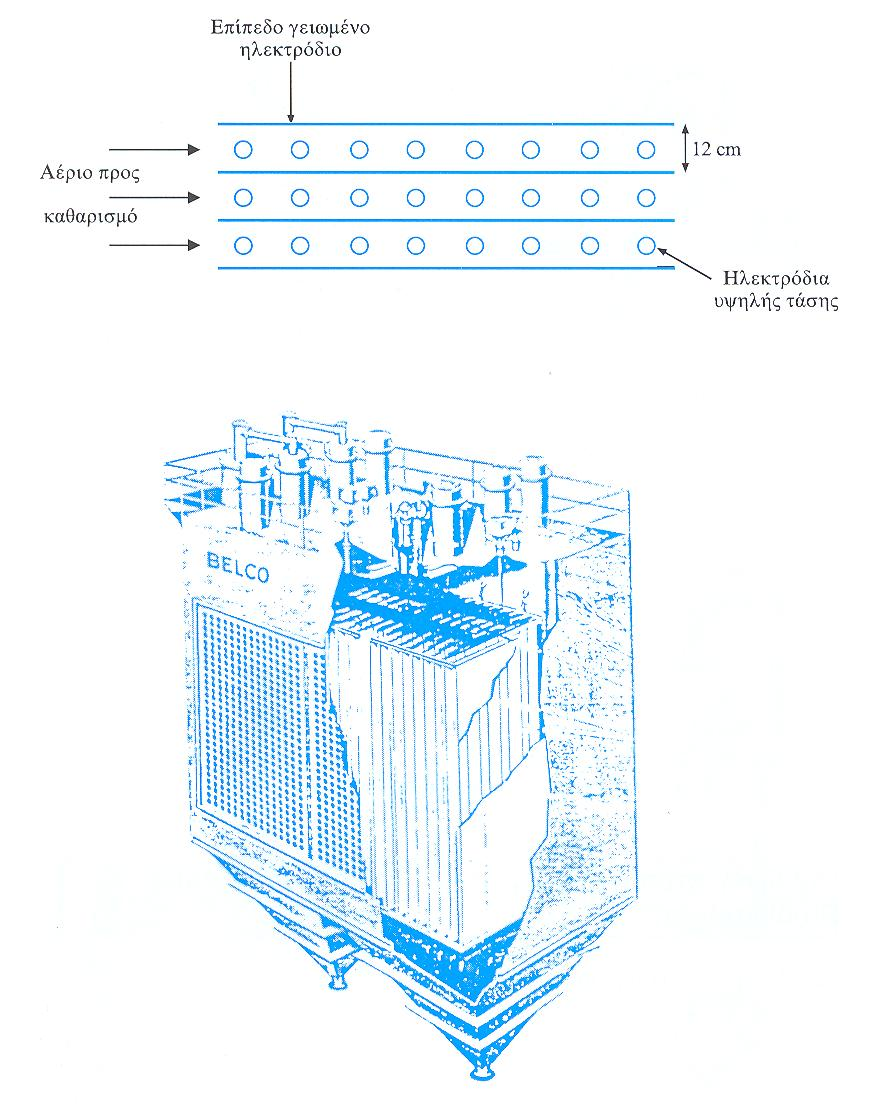 Επίπεδο γειωμένο
ηλεκτρόδιο
12 cm
Αέριο προς
καθαρισμό
Ηλεκτρόδια
υψηλής τάσης
BELCO